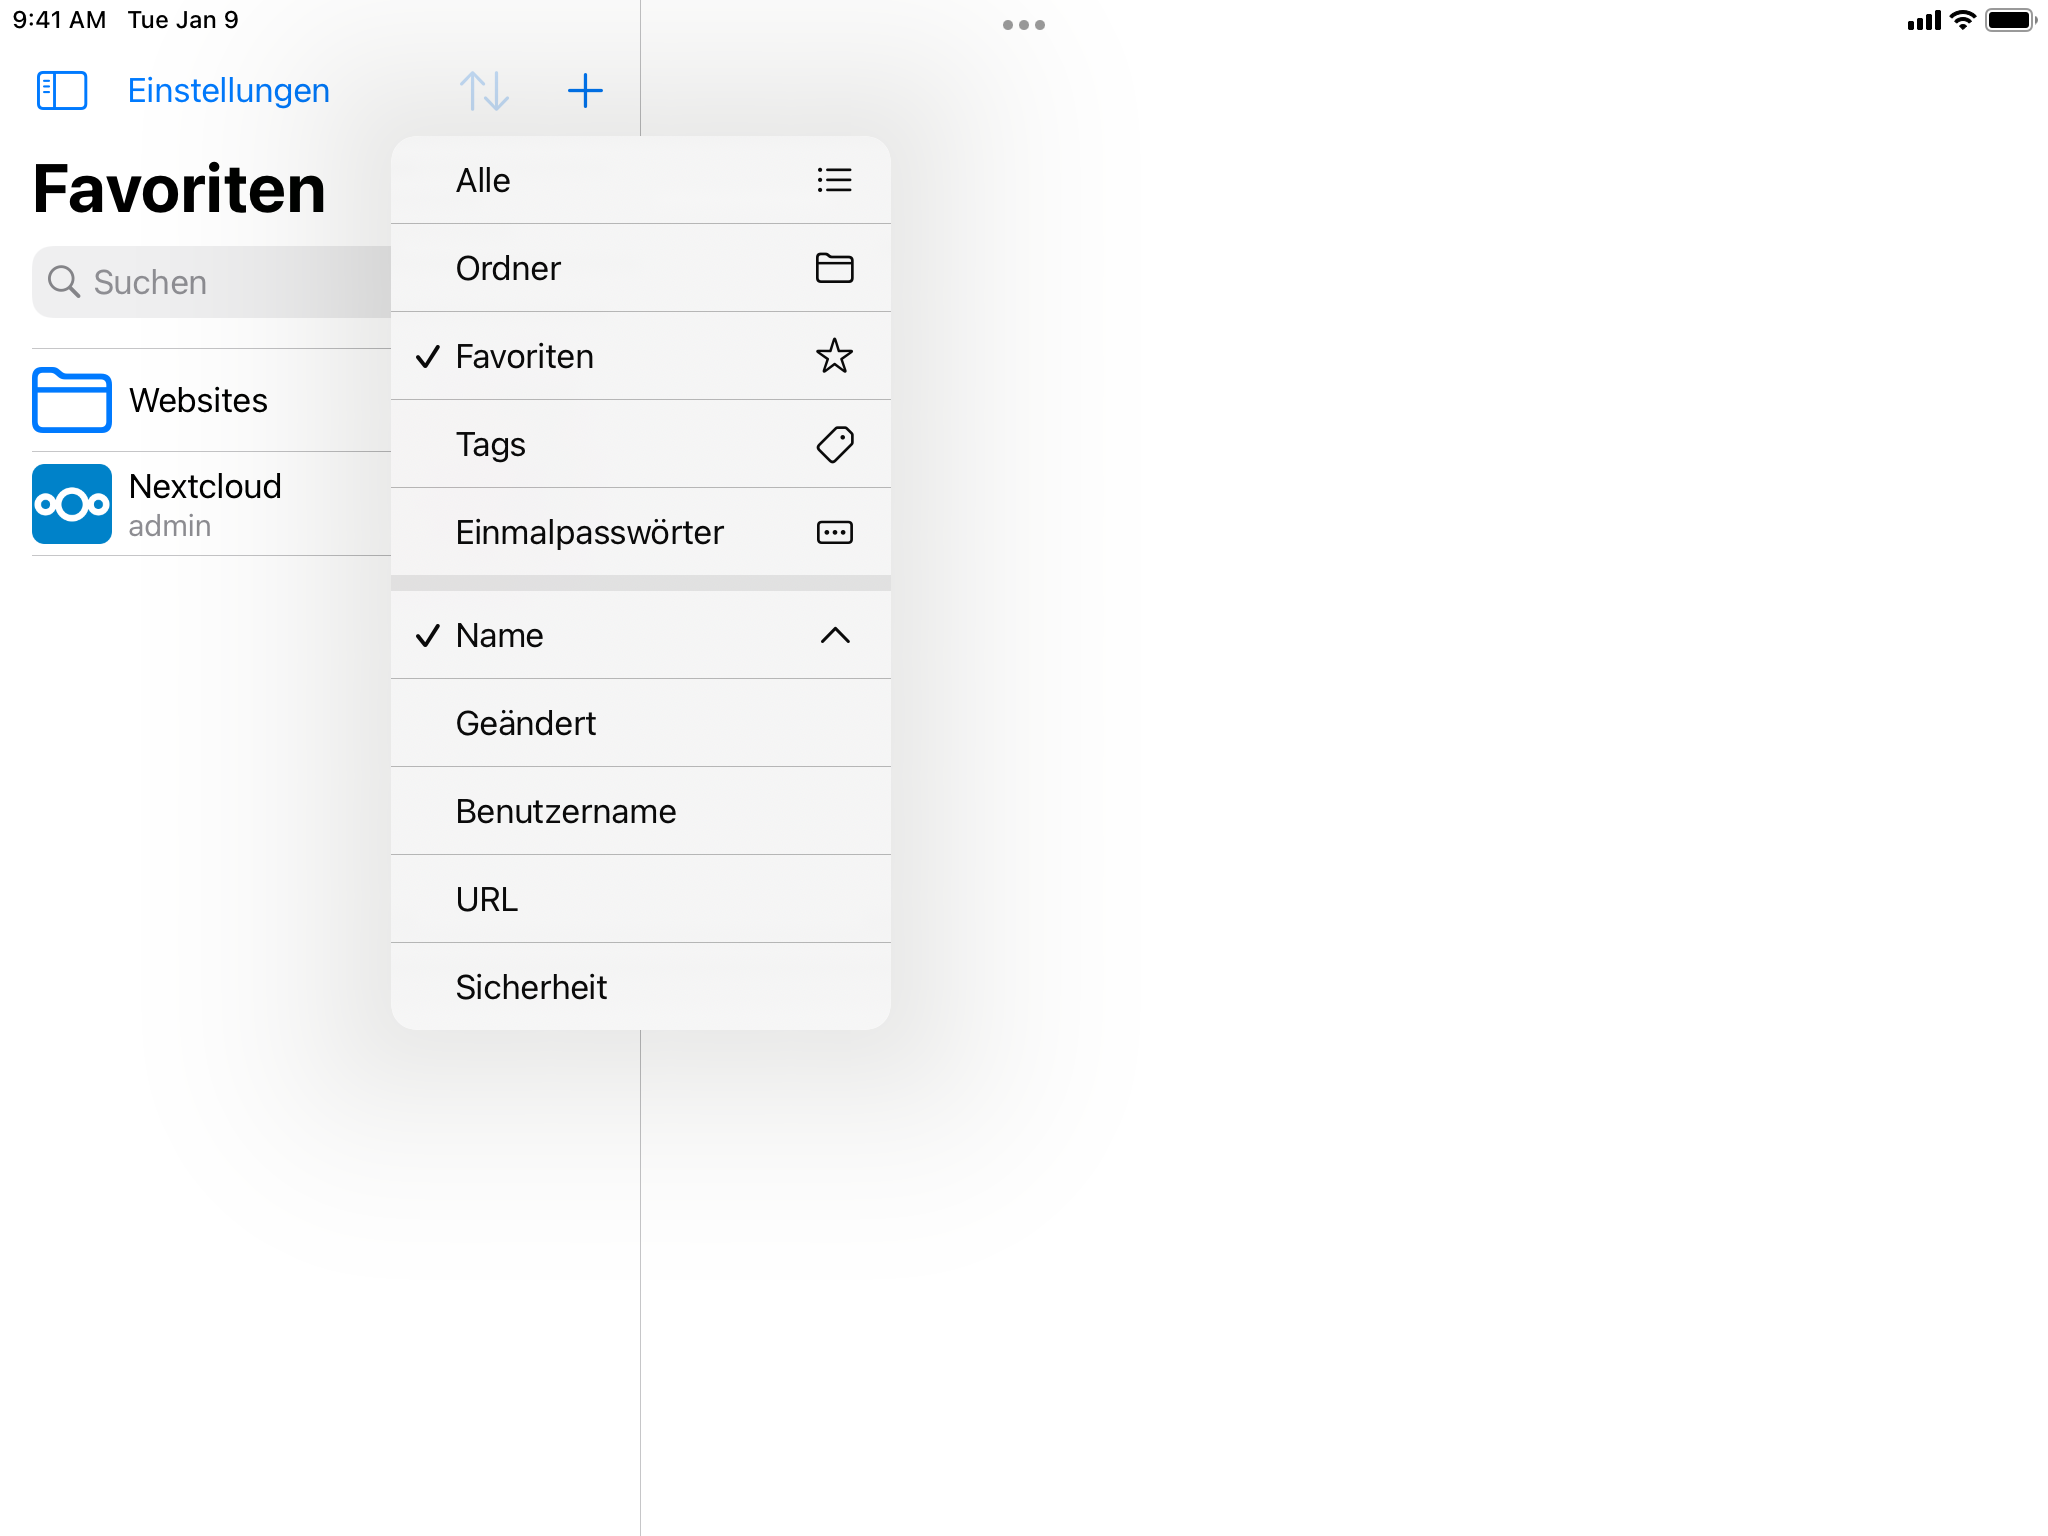 9:41 AM Tue Jan 9
Einstellungen
Favoriten
Suchen
Websites
Nextcloud
admin
Alle
Ordner
Favoriten
Tags
Einmalpasswörter
Name
Geändert
Benutzername
URL
Sicherheit